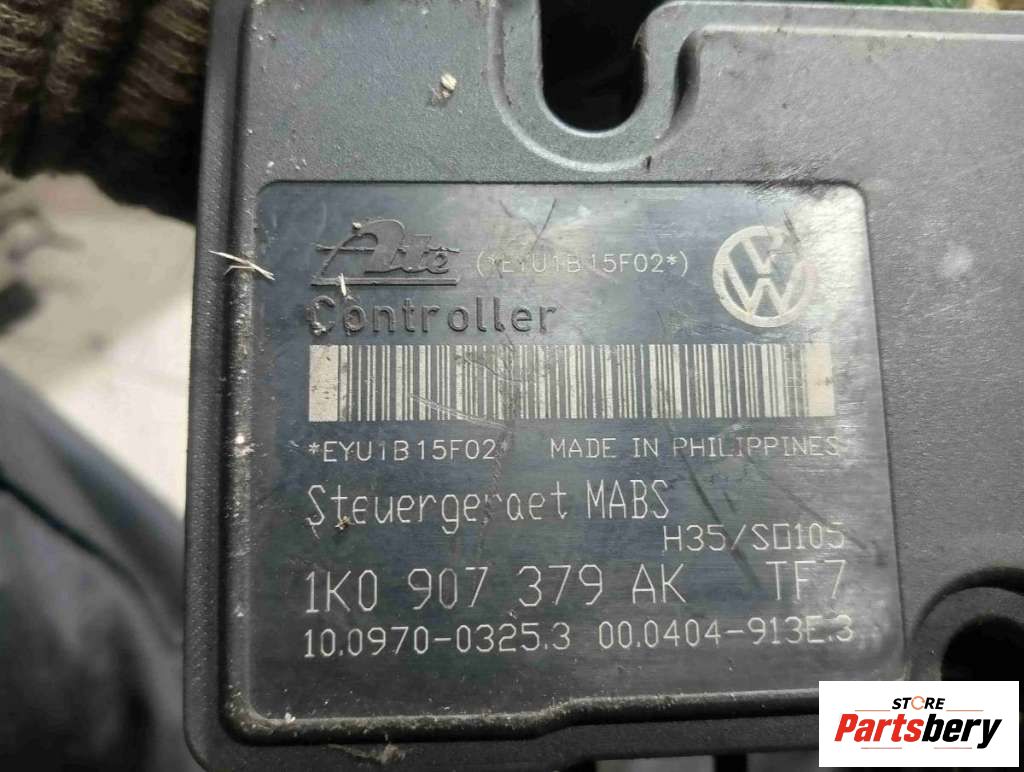 Ate (*EYU1B15F02*)
Controller
*EYU1B15F02* MADE IN PHILIPPINES
Steuergeraet MABS
H35/S0105
1K0 907 379 AK TF7
10.0970-0325.3 00.0404-913E.3
STORE
Partsbery